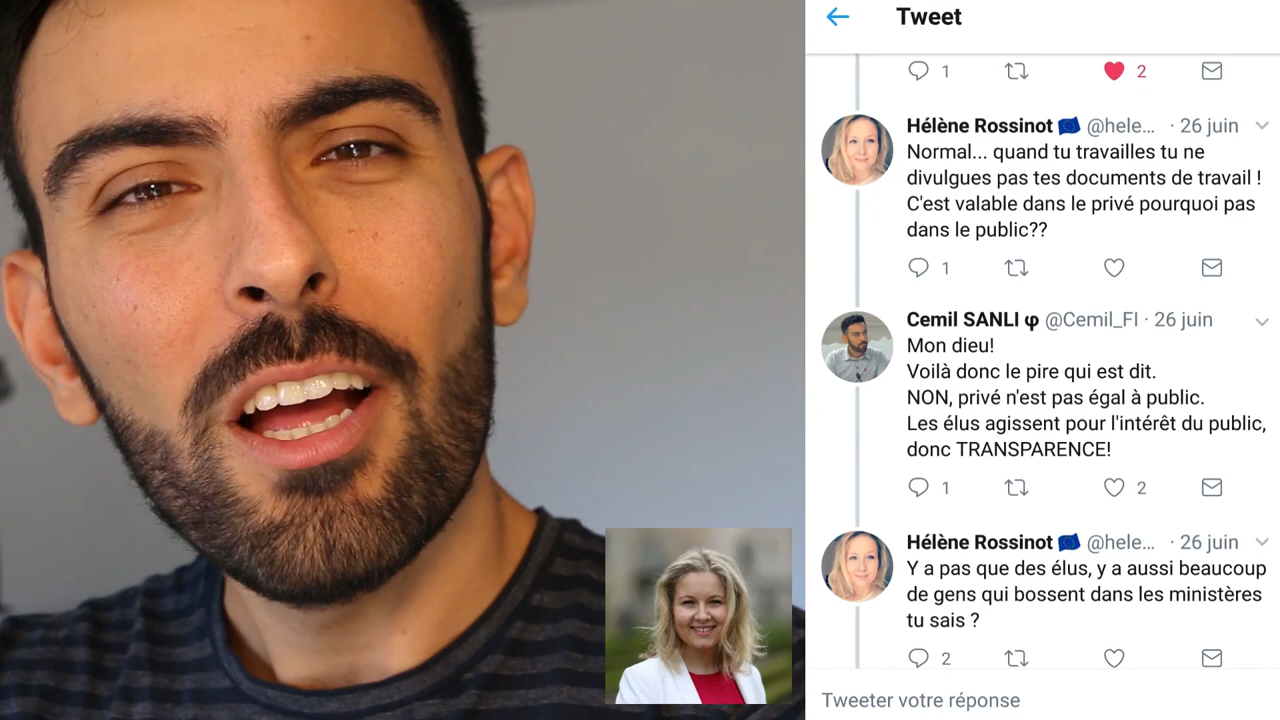 Tweet
1 2
Hélène Rossinot 🇪🇺 @hele... · 26 juin
Normal... quand tu travailles tu ne
divulgues pas tes documents de travail !
C'est valable dans le privé pourquoi pas
dans le public??
1
Cemil SANLI φ @Cemil_FI · 26 juin
Mon dieu!
Voilà donc le pire qui est dit.
NON, privé n'est pas égal à public.
Les élus agissent pour l'intérêt du public,
donc TRANSPARENCE!
1 2
Hélène Rossinot 🇪🇺 @hele... · 26 juin
Y a pas que des élus, y a aussi beaucoup
de gens qui bossent dans les ministères
tu sais ?
2
Tweeter votre réponse